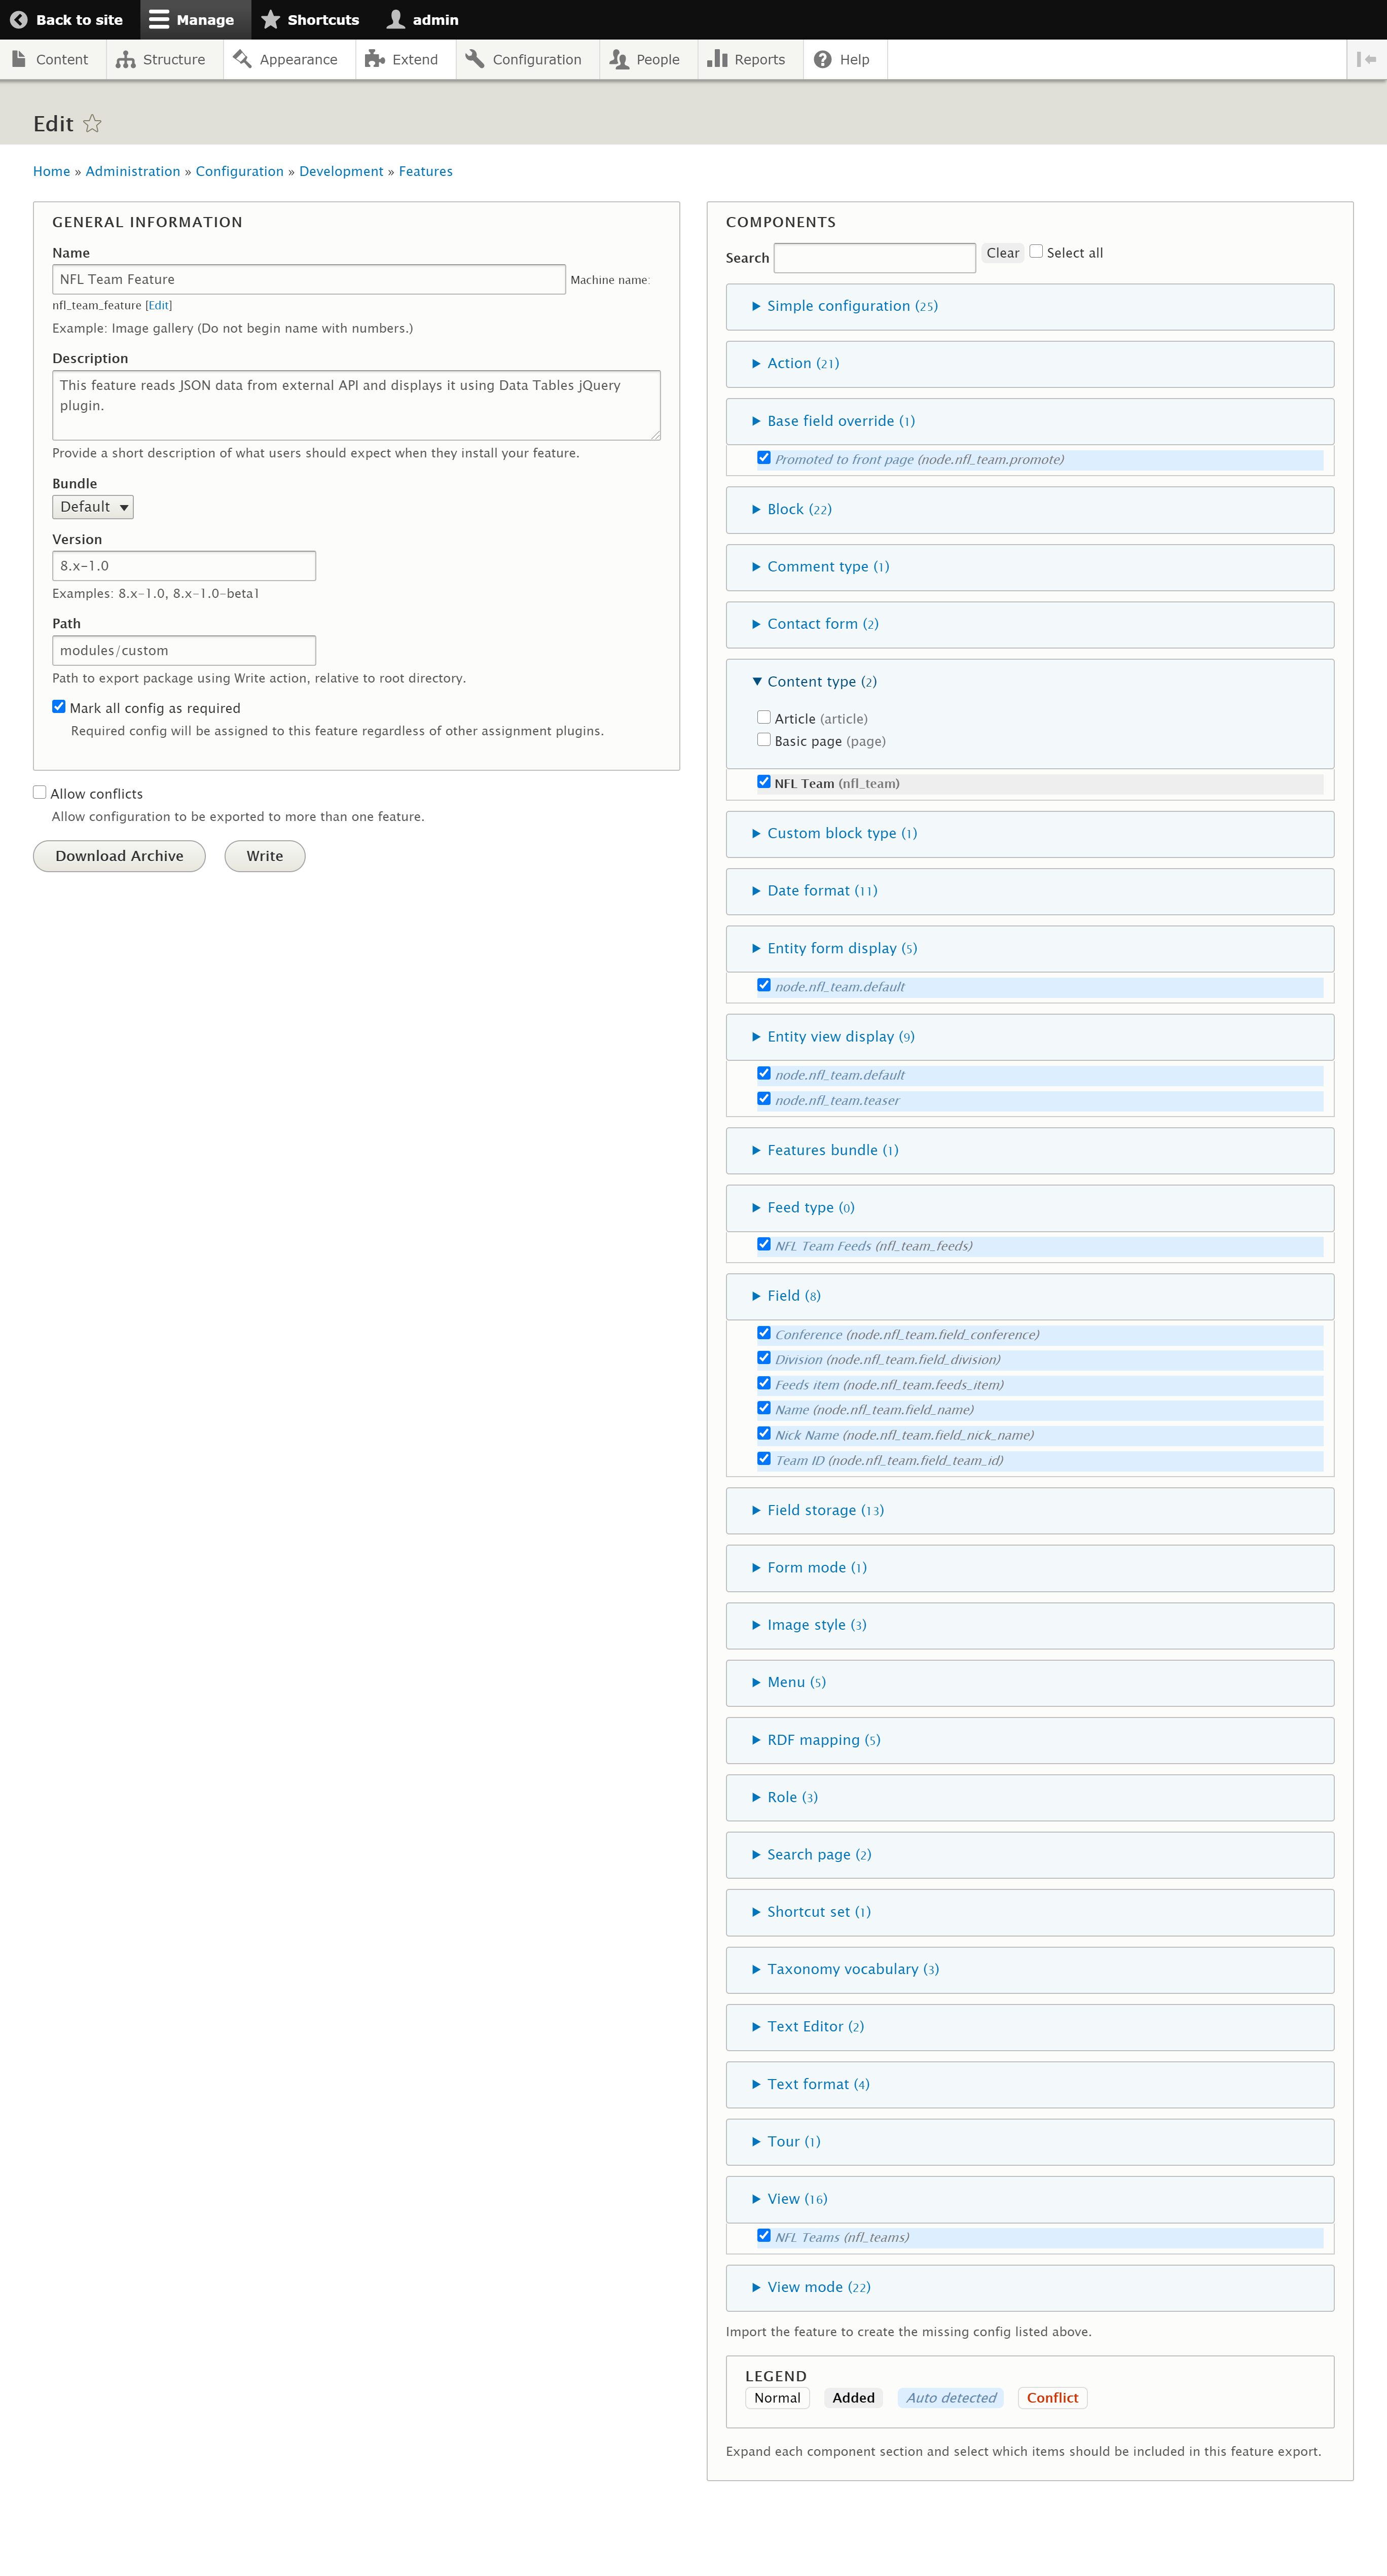 Back to site Manage Shortcuts admin
Content Structure Appearance Extend Configuration People Reports Help
Edit
Home » Administration » Configuration » Development » Features
GENERAL INFORMATION
Name
NFL Team Feature Machine name:
nfl_team_feature [Edit]
Example: Image gallery (Do not begin name with numbers.)
Description
This feature reads JSON data from external API and displays it using Data Tables jQuery
plugin.
Provide a short description of what users should expect when they install your feature.
Bundle
Default
Version
8.x-1.0
Examples: 8.x-1.0, 8.x-1.0-beta1
Path
modules/custom
Path to export package using Write action, relative to root directory.
Mark all config as required
Required config will be assigned to this feature regardless of other assignment plugins.
Allow conflicts
Allow configuration to be exported to more than one feature.
Download Archive Write
COMPONENTS
Search Clear Select all
Simple configuration (25)
Action (21)
Base field override (1)
Promoted to front page (node.nfl_team.promote)
Block (22)
Comment type (1)
Contact form (2)
Content type (2)
Article (article)
Basic page (page)
NFL Team (nfl_team)
Custom block type (1)
Date format (11)
Entity form display (5)
node.nfl_team.default
Entity view display (9)
node.nfl_team.default
node.nfl_team.teaser
Features bundle (1)
Feed type (0)
NFL Team Feeds (nfl_team_feeds)
Field (8)
Conference (node.nfl_team.field_conference)
Division (node.nfl_team.field_division)
Feeds item (node.nfl_team.feeds_item)
Name (node.nfl_team.field_name)
Nick Name (node.nfl_team.field_nick_name)
Team ID (node.nfl_team.field_team_id)
Field storage (13)
Form mode (1)
Image style (3)
Menu (5)
RDF mapping (5)
Role (3)
Search page (2)
Shortcut set (1)
Taxonomy vocabulary (3)
Text Editor (2)
Text format (4)
Tour (1)
View (16)
NFL Teams (nfl_teams)
View mode (22)
Import the feature to create the missing config listed above.
LEGEND
Normal Added Auto detected Conflict
Expand each component section and select which items should be included in this feature export.